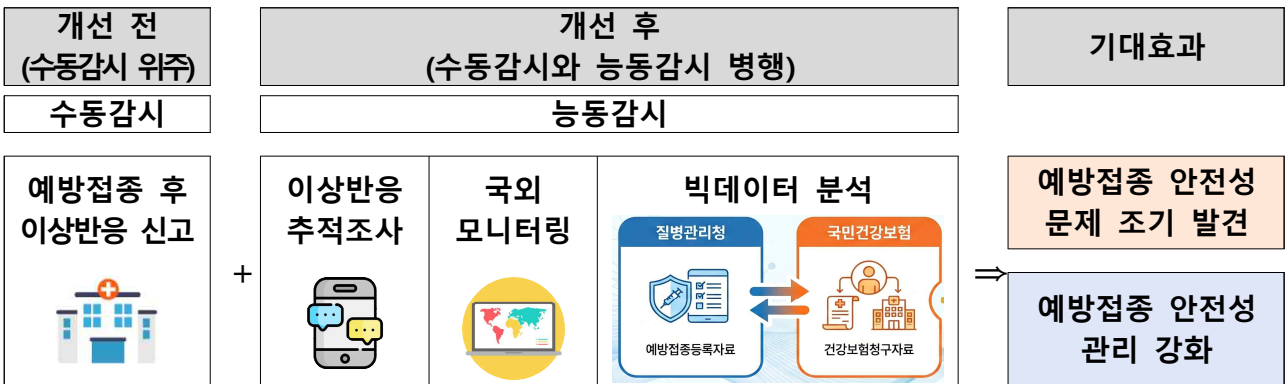 개선 전
(수동감시 위주)
개선 후
(수동감시와 능동감시 병행)
기대효과
수동감시
능동감시
예방접종 후
이상반응 신고
+
이상반응
추적조사
국외
모니터링
빅데이터 분석
질병관리청
예방접종등록자료
국민건강보험
건강보험청구자료
⇒
예방접종 안전성
문제 조기 발견
예방접종 안전성
관리 강화